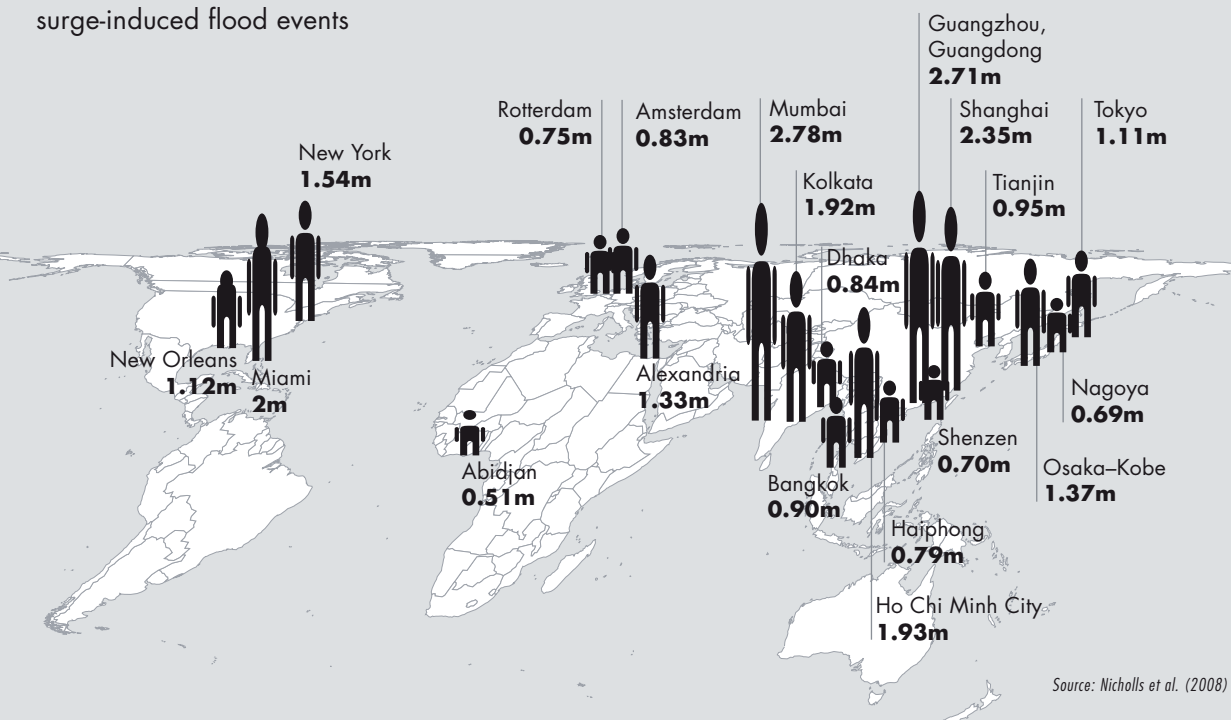 surge-induced flood events
Guangzhou,
Guangdong
2.71m
Rotterdam
0.75m
Amsterdam
0.83m
Mumbai
2.78m
Shanghai
2.35m
Tokyo
1.11m
New York
1.54m
Kolkata
1.92m
Tianjin
0.95m
Dhaka
0.84m
New Orleans
1.12m
Miami
2m
Alexandria
1.33m
Nagoya
0.69m
Abidjan
0.51m
Shenzen
0.70m
Osaka–Kobe
1.37m
Bangkok
0.90m
Haiphong
0.79m
Ho Chi Minh City
1.93m
Source: Nicholls et al. (2008)